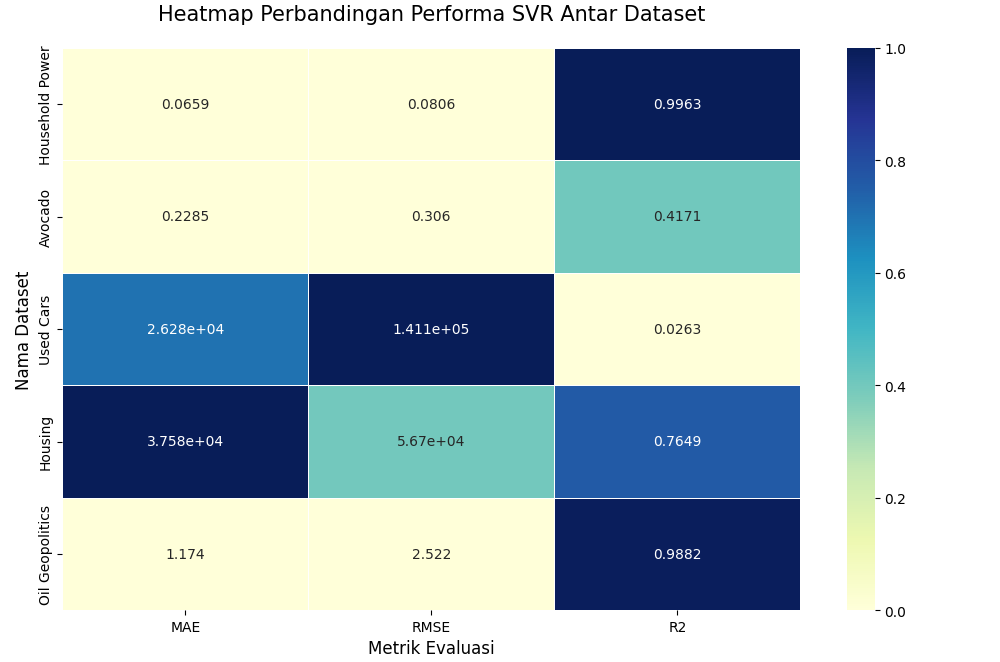 Heatmap Perbandingan Performa SVR Antar Dataset
Nama Dataset
Household Power
0.0659
0.0806
0.9963
Avocado
0.2285
0.306
0.4171
Used Cars
2.628e+04
1.411e+05
0.0263
Housing
3.758e+04
5.67e+04
0.7649
Oil Geopolitics
1.174
2.522
0.9882
MAE
RMSE
R2
Metrik Evaluasi
1.0
0.8
0.6
0.4
0.2
0.0